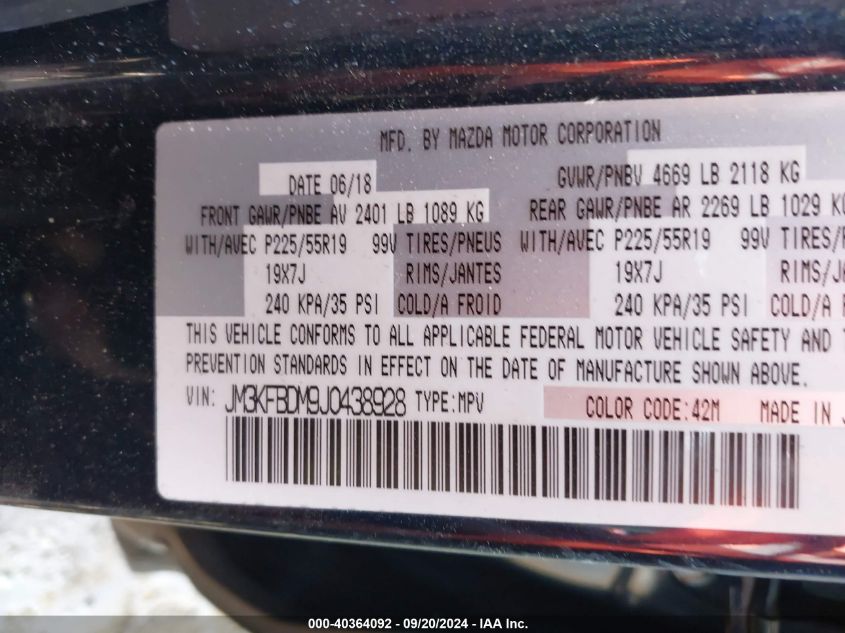 MFD. BY MAZDA MOTOR CORPORATION
DATE 06/18 GVWR/PNBV 4669 LB 2118 KG
FRONT GAWR/PNBE AV 2401 LB 1089 KG REAR GAWR/PNBE AR 2269 LB 1029
WITH/AVEC P225/55R19 99V TIRES/PNEUS WITH/AVEC P225/55R19 99V
19X7J RIMS/JANTES 19X7J
240 KPA/35 PSI COLD/A FROID 240 KPA/35 PSI COLD/A
THIS VEHICLE CONFORMS TO ALL APPLICABLE FEDERAL MOTOR VEHICLE SAFETY AND
PREVENTION STANDARDS IN EFFECT ON THE DATE OF MANUFACTURE SHOWN ABOVE.
VIN: JM3KFBDM9J0438928 TYPE:MPV COLOR CODE:42M MADE IN
000-40364092 - 09/20/2024 - IAA Inc.